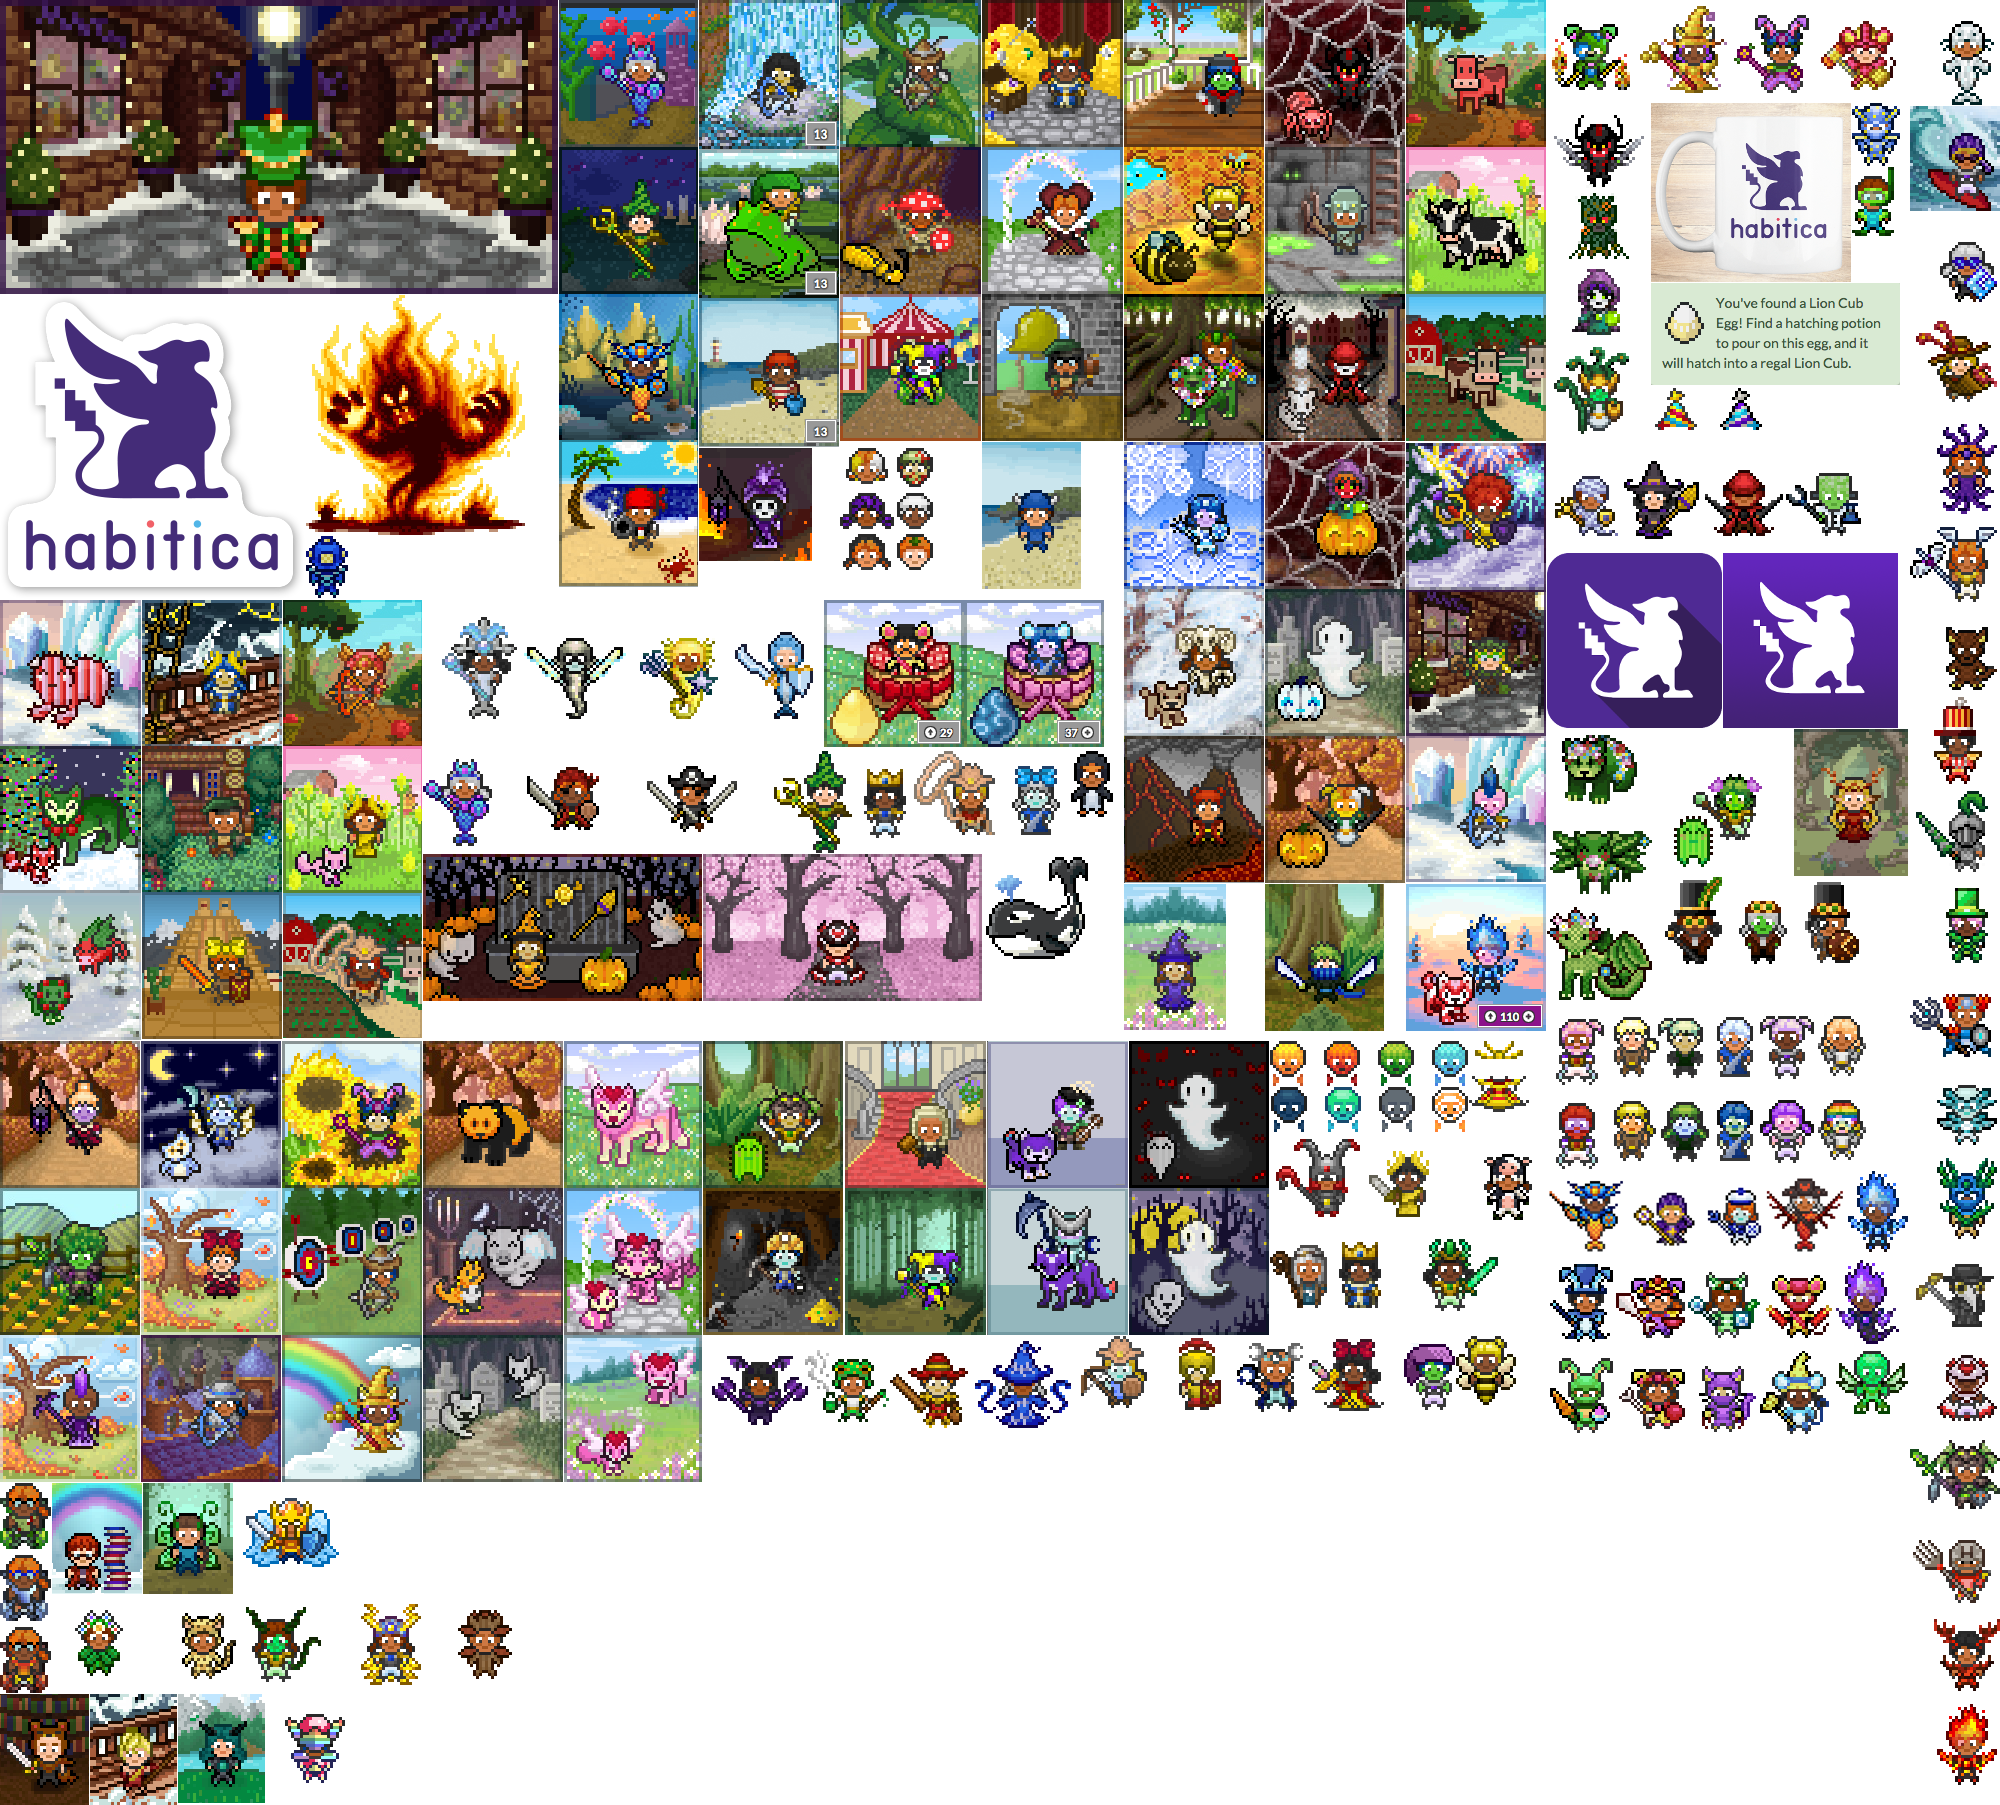 13
13
habitica
You've found a Lion Cub
Egg! Find a hatching potion
to pour on this egg, and it
will hatch into a regal Lion Cub.
13
habitica
29
37
110